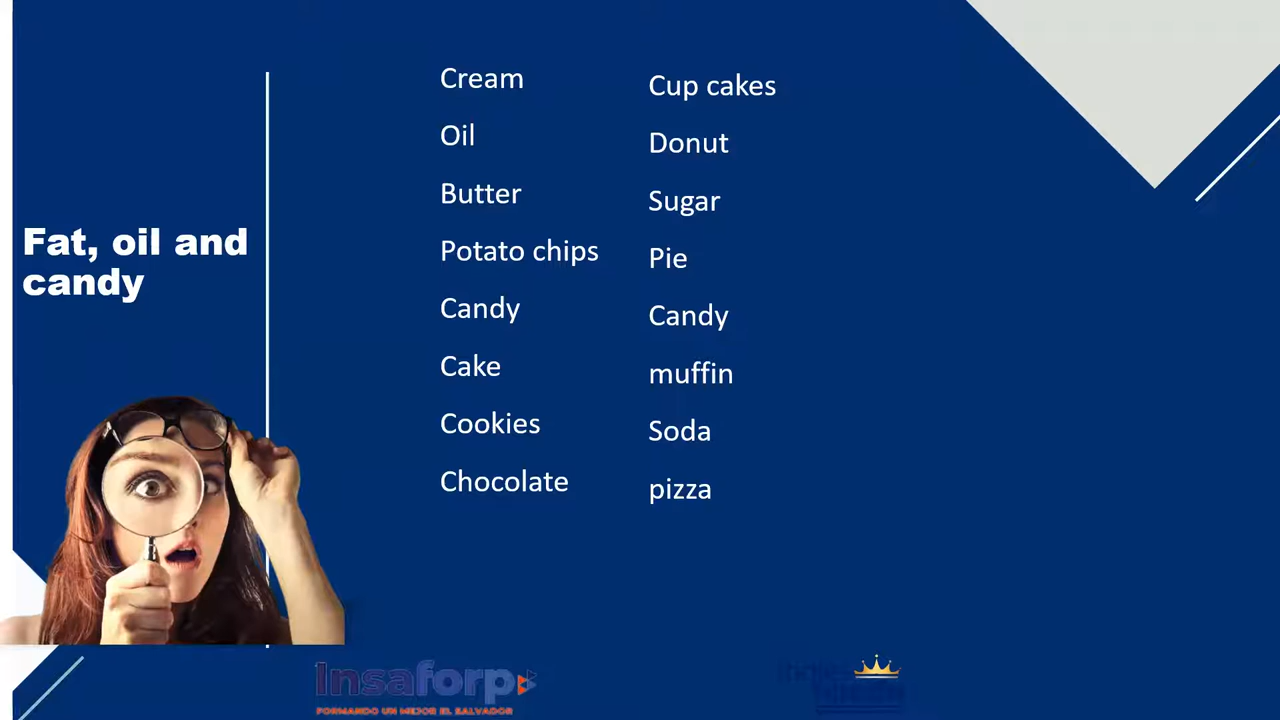 Fat, oil and
candy
Cream
Oil
Butter
Potato chips
Candy
Cake
Cookies
Chocolate
Cup cakes
Donut
Sugar
Pie
Candy
muffin
Soda
pizza
Insaforp
FORMANDO UN MEJOR EL SALVADOR